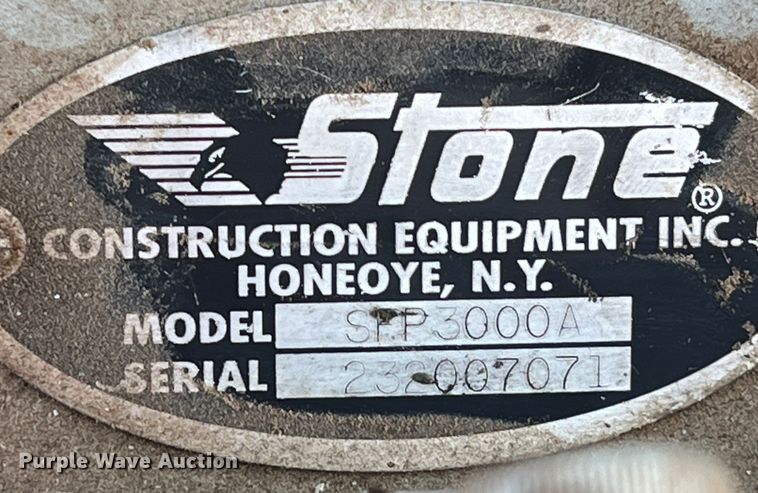 Stone®
CONSTRUCTION EQUIPMENT INC.
HONEOYE, N.Y.
MODEL SFP3000A
SERIAL 232007071
Purple Wave Auction